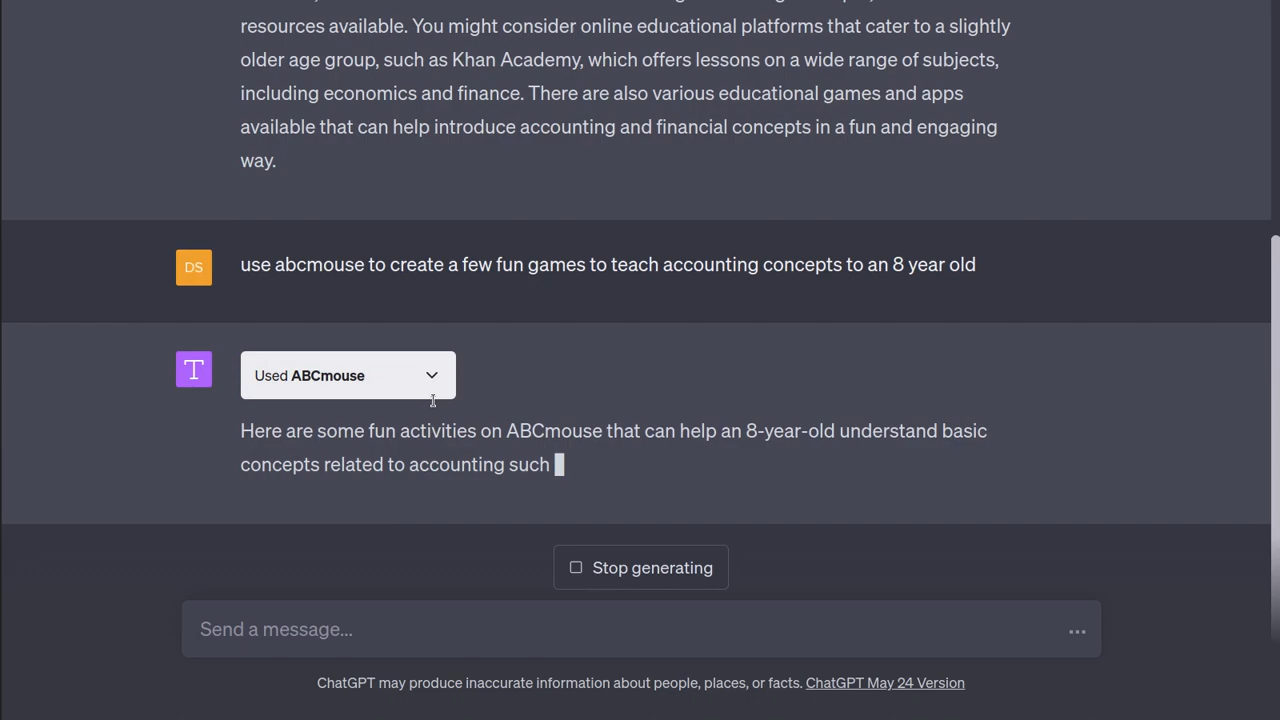 resources available. You might consider online educational platforms that cater to a slightly
older age group, such as Khan Academy, which offers lessons on a wide range of subjects,
including economics and finance. There are also various educational games and apps
available that can help introduce accounting and financial concepts in a fun and engaging
way.
DS
use abcmouse to create a few fun games to teach accounting concepts to an 8 year old
T
Used ABCmouse
Here are some fun activities on ABCmouse that can help an 8-year-old understand basic
concepts related to accounting such
Stop generating
Send a message...
ChatGPT may produce inaccurate information about people, places, or facts. ChatGPT May 24 Version